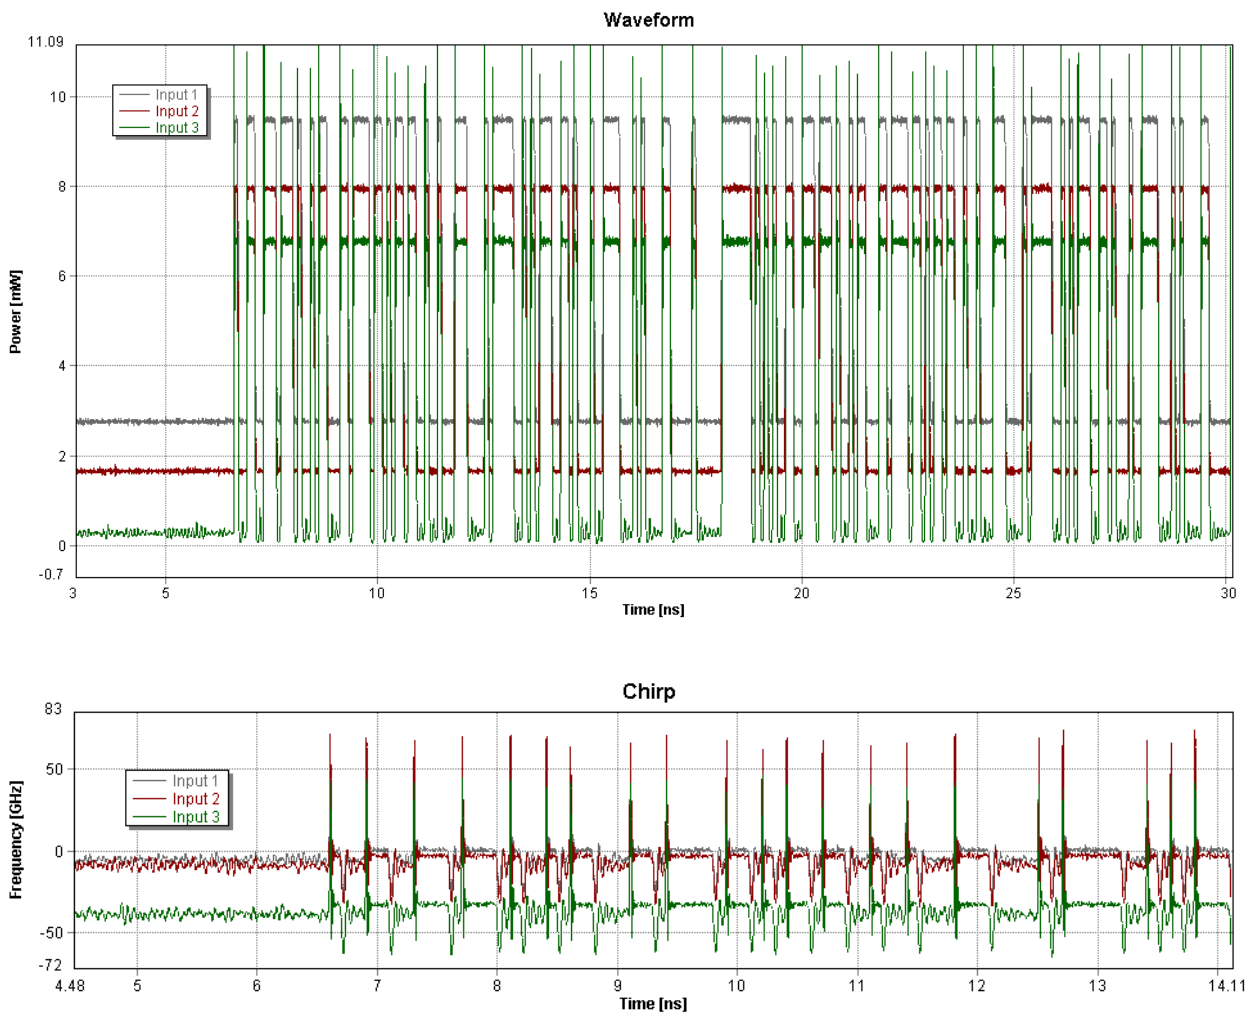 Waveform
11.09
10
8
6
4
2
0
-0.7
Power [mW]
Input 1
Input 2
Input 3
3 5 10 15 20 25 30
Time [ns]
Chirp
83
50
0
-50
-72
Frequency [GHz]
Input 1
Input 2
Input 3
4.48 5 6 7 8 9 10 11 12 13 14.11
Time [ns]